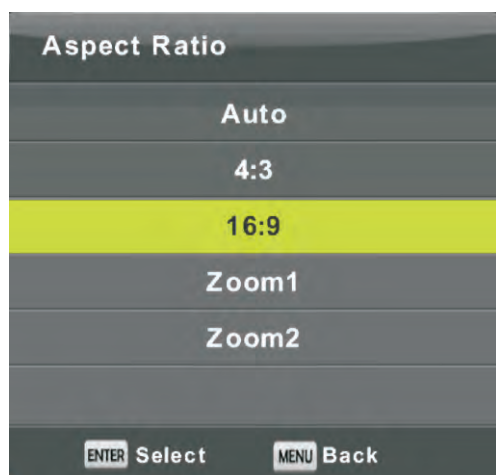 Aspect Ratio
Auto
4:3
16:9
Zoom1
Zoom2
ENTER Select MENU Back